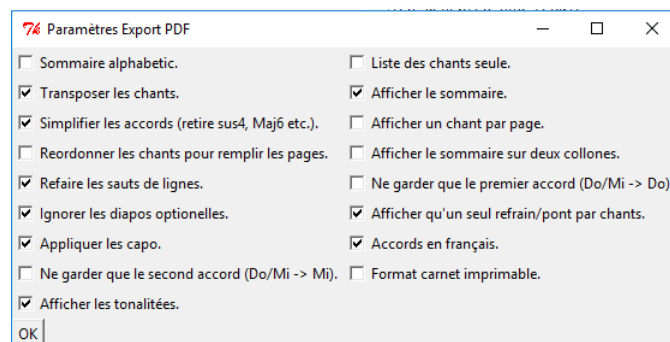 Paramètres Export PDF
Sommaire alphabetic.
Liste des chants seule.
Transposer les chants.
Afficher le sommaire.
Simplifier les accords (retire sus4, Maj6 etc.).
Afficher un chant par page.
Reordonner les chants pour remplir les pages.
Afficher le sommaire sur deux collones.
Refaire les sauts de lignes.
Ne garder que le premier accord (Do/Mi -> Do)
Ignorer les diapos optionelles.
Afficher qu'un seul refrain/pont par chants.
Appliquer les capo.
Accords en français.
Ne garder que le second accord (Do/Mi -> Mi).
Format carnet imprimable.
Afficher les tonalitées.
OK